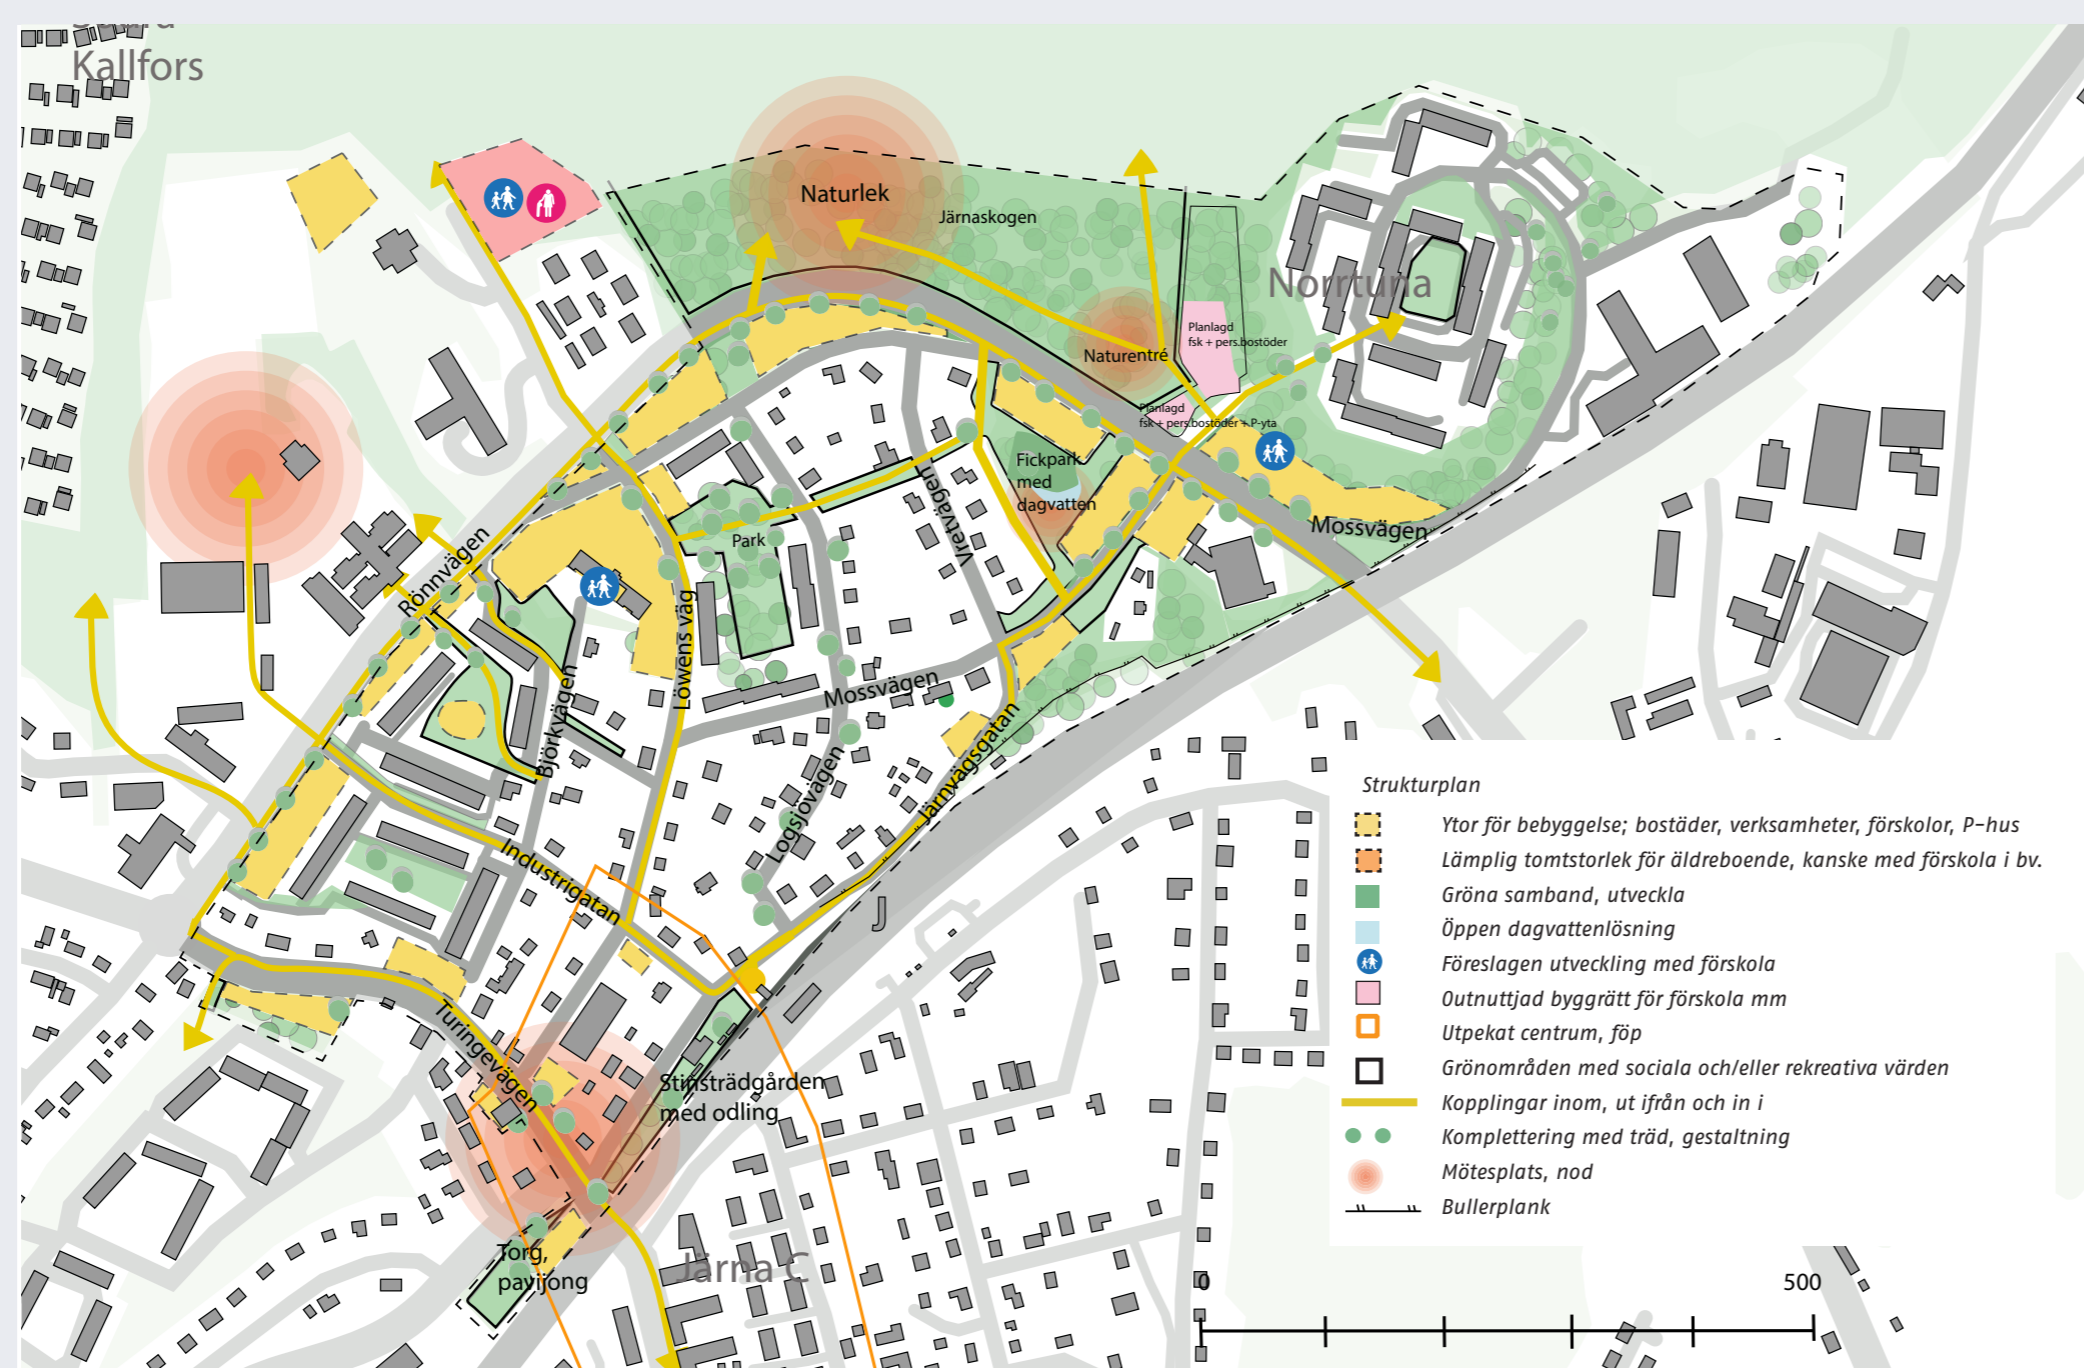 Kallfors
Naturlek
Järnaskogen
Norrtuna
Planlagd
fsk + pers.bostöder
Naturentré
Planlagd
fsk + pers.bostöder + P-yta
Fickpark
med
dagvatten
Mossvägen
Vretvägen
Park
Rönnvägen
Löwens väg
Björkvägen
Mossvägen
Logsjövägen
Järnvägsgatan
Industrigatan
J
Turingevägen
Stinsträdgården
med odling
Torg,
paviljong
Järna C
Strukturplan
Ytor för bebyggelse; bostäder, verksamheter, förskolor, P-hus
Lämplig tomtstorlek för äldreboende, kanske med förskola i bv.
Gröna samband, utveckla
Öppen dagvattenlösning
Föreslagen utveckling med förskola
Outnuttjad byggrätt för förskola mm
Utpekat centrum, föp
Grönområden med sociala och/eller rekreativa värden
Kopplingar inom, ut ifrån och in i
Komplettering med träd, gestaltning
Mötesplats, nod
Bullerplank
0
500